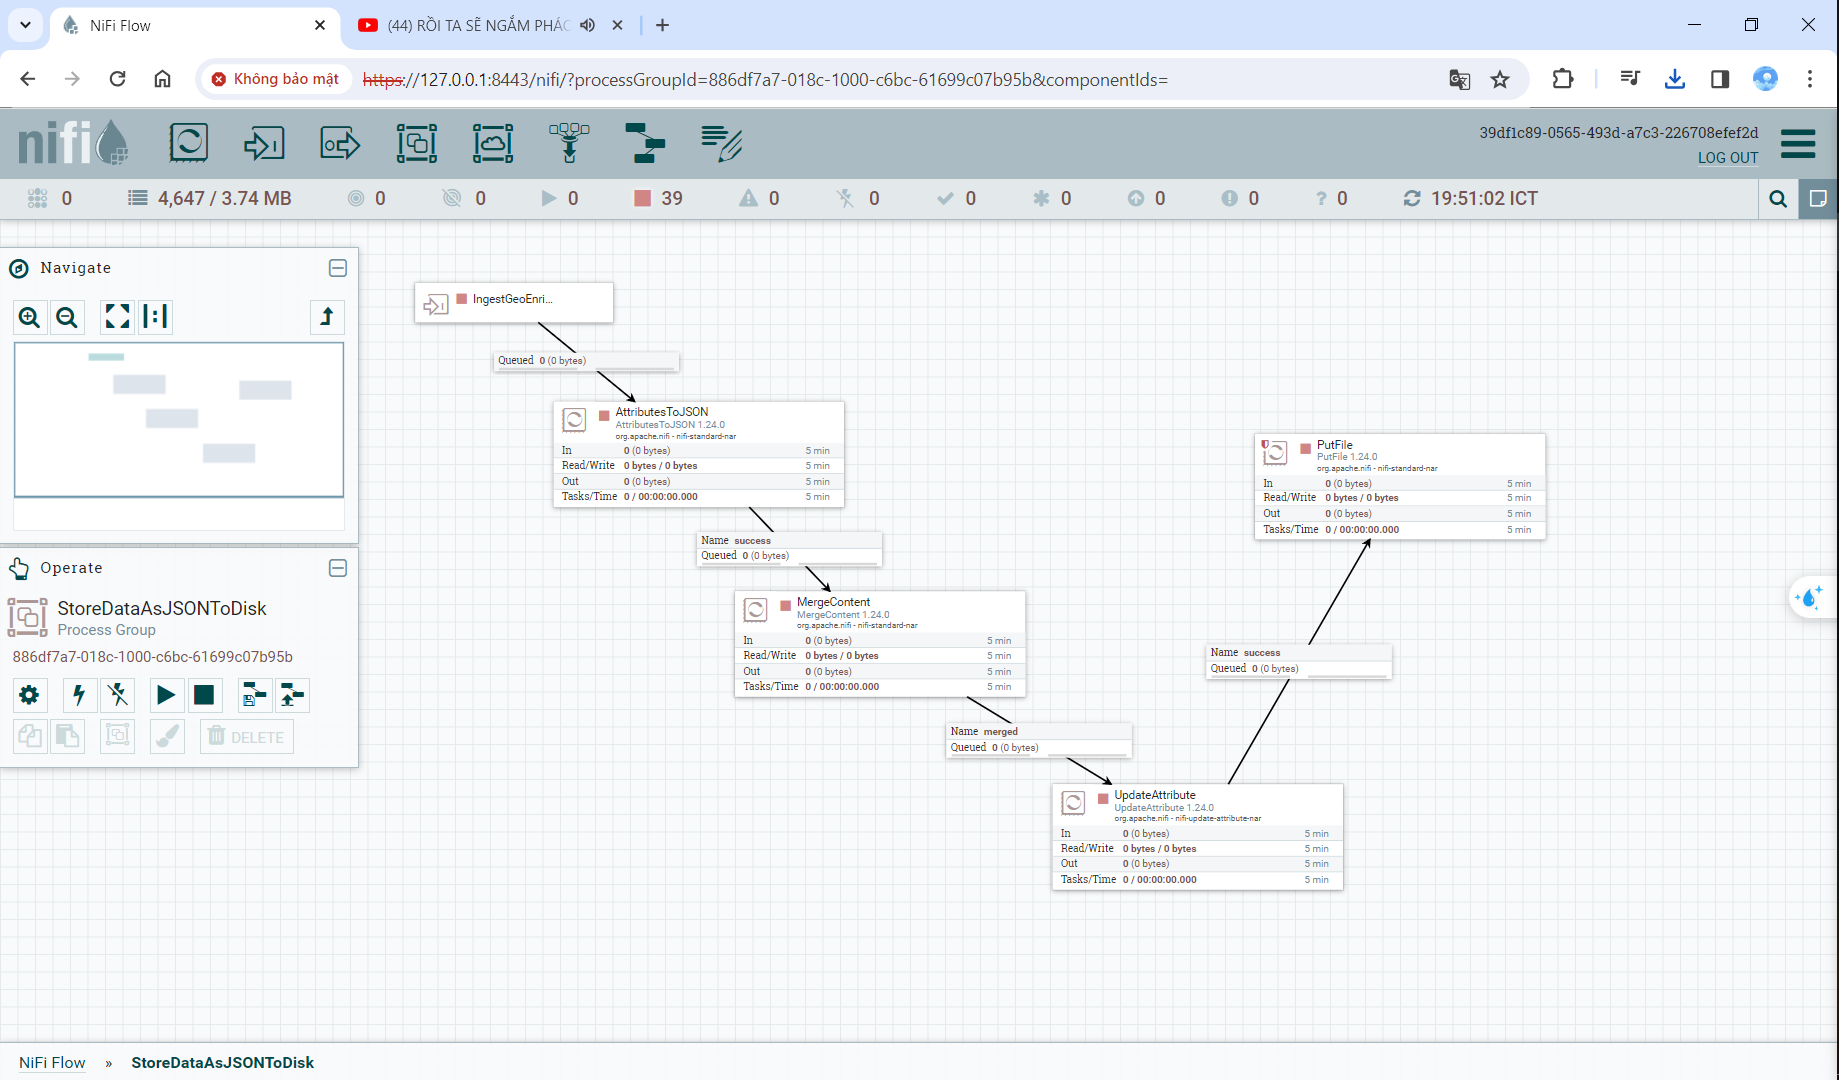 NiFi Flow
(44) RỒI TA SẼ NGẮM PHÁO
Không bảo mật
https://127.0.0.1:8443/nifi/?processGroupId=886df7a7-018c-1000-c6bc-61699c07b95b&componentIds=
nifi
39df1c89-0565-493d-a7c3-226708efef2d
LOG OUT
0
4,647 / 3.74 MB
0
0
0
39
0
0
0
0
0
0
? 0
19:51:02 ICT
Navigate
Operate
StoreDataAsJSONToDisk
Process Group
886df7a7-018c-1000-c6bc-61699c07b95b
DELETE
IngestGeoEnri...
Queued 0 (0 bytes)
AttributesToJSON
AttributesToJSON 1.24.0
org.apache.nifi - nifi-standard-nar
In 0 (0 bytes) 5 min
Read/Write 0 bytes / 0 bytes 5 min
Out 0 (0 bytes) 5 min
Tasks/Time 0 / 00:00:00.000 5 min
Name success
Queued 0 (0 bytes)
MergeContent
MergeContent 1.24.0
org.apache.nifi - nifi-standard-nar
In 0 (0 bytes) 5 min
Read/Write 0 bytes / 0 bytes 5 min
Out 0 (0 bytes) 5 min
Tasks/Time 0 / 00:00:00.000 5 min
Name merged
Queued 0 (0 bytes)
UpdateAttribute
UpdateAttribute 1.24.0
org.apache.nifi - nifi-update-attribute-nar
In 0 (0 bytes) 5 min
Read/Write 0 bytes / 0 bytes 5 min
Out 0 (0 bytes) 5 min
Tasks/Time 0 / 00:00:00.000 5 min
Name success
Queued 0 (0 bytes)
PutFile
PutFile 1.24.0
org.apache.nifi - nifi-standard-nar
In 0 (0 bytes) 5 min
Read/Write 0 bytes / 0 bytes 5 min
Out 0 (0 bytes) 5 min
Tasks/Time 0 / 00:00:00.000 5 min
NiFi Flow » StoreDataAsJSONToDisk